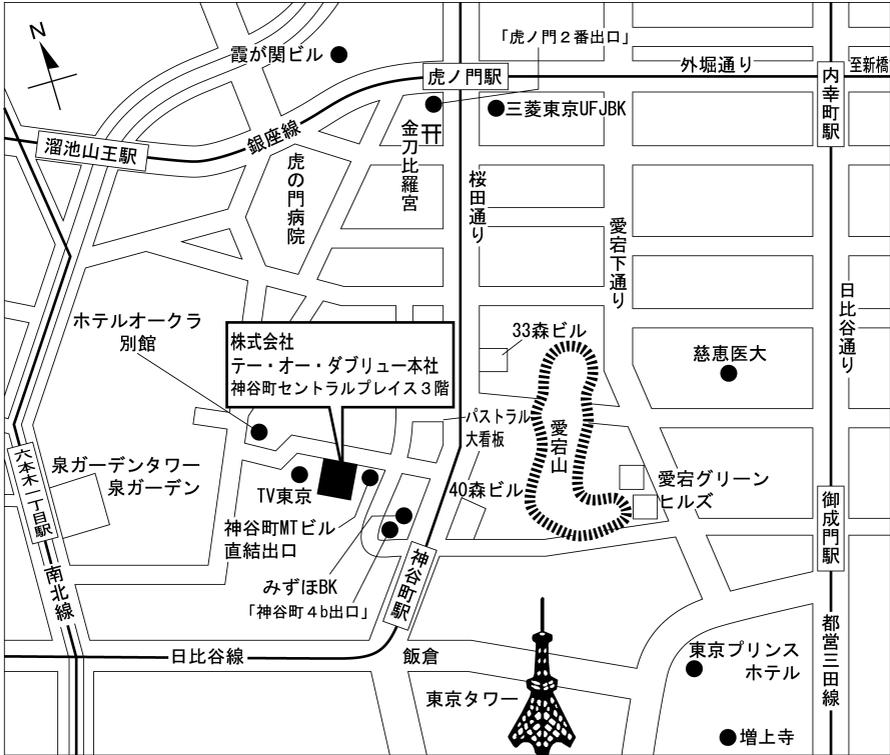 N
霞が関ビル
「虎ノ門２番出口」
虎ノ門駅
外堀通り
内幸町駅
至新橋
三菱東京UFJBK
溜池山王駅
銀座線
虎の門病院
金刀比羅宮
桜田通り
愛宕下通り
日比谷通り
ホテルオークラ
別館
株式会社
テー・オー・ダブリュー本社
神谷町セントラルプレイス３階
33森ビル
慈恵医大
パストラル
大看板
愛宕山
六本木一丁目駅
泉ガーデンタワー
泉ガーデン
TV東京
40森ビル
愛宕グリーン
ヒルズ
神谷町MTビル
直結出口
御成門駅
みずほBK
「神谷町４b出口」
神谷町駅
南北線
日比谷線
飯倉
東京タワー
東京プリンス
ホテル
都営三田線
増上寺